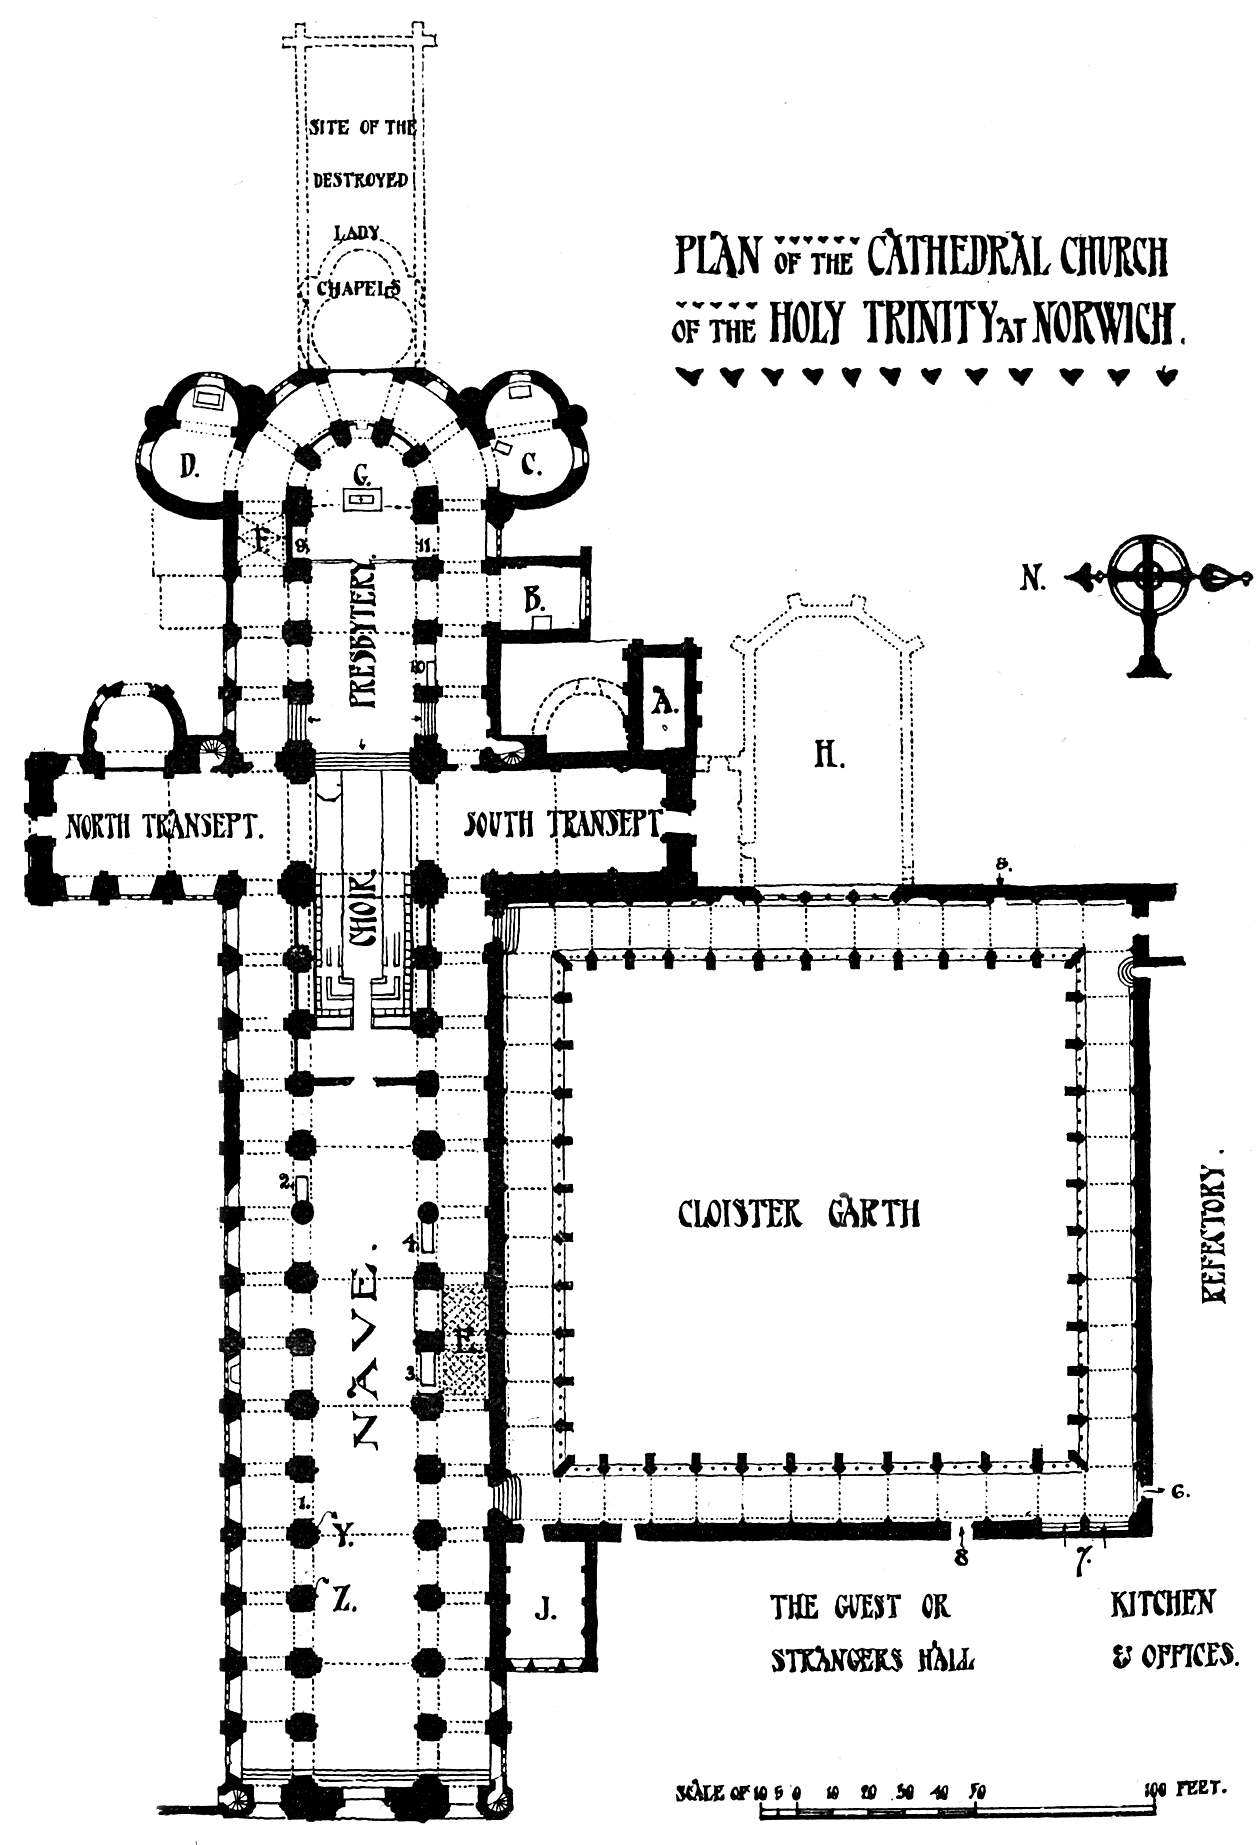 SITE OF THE
DESTROYED
LADY
CHAPELS
PLAN OF THE CATHEDRAL CHURCH
OF THE HOLY TRINITY AT NORWICH.
D.
G.
C.
F.
9.
11.
B.
N.
PRESBYTERY.
10
A.
H.
NORTH TRANSEPT.
SOUTH TRANSEPT
CHOIR.
2.
4.
CLOISTER GARTH
REFECTORY.
NAVE.
E.
3.
1.
Y.
Z.
6.
8
7.
J.
THE GUEST OR
STRANGERS HALL
KITCHEN
& OFFICES.
SCALE OF 10 5 0 10 20 30 40 50 100 FEET.